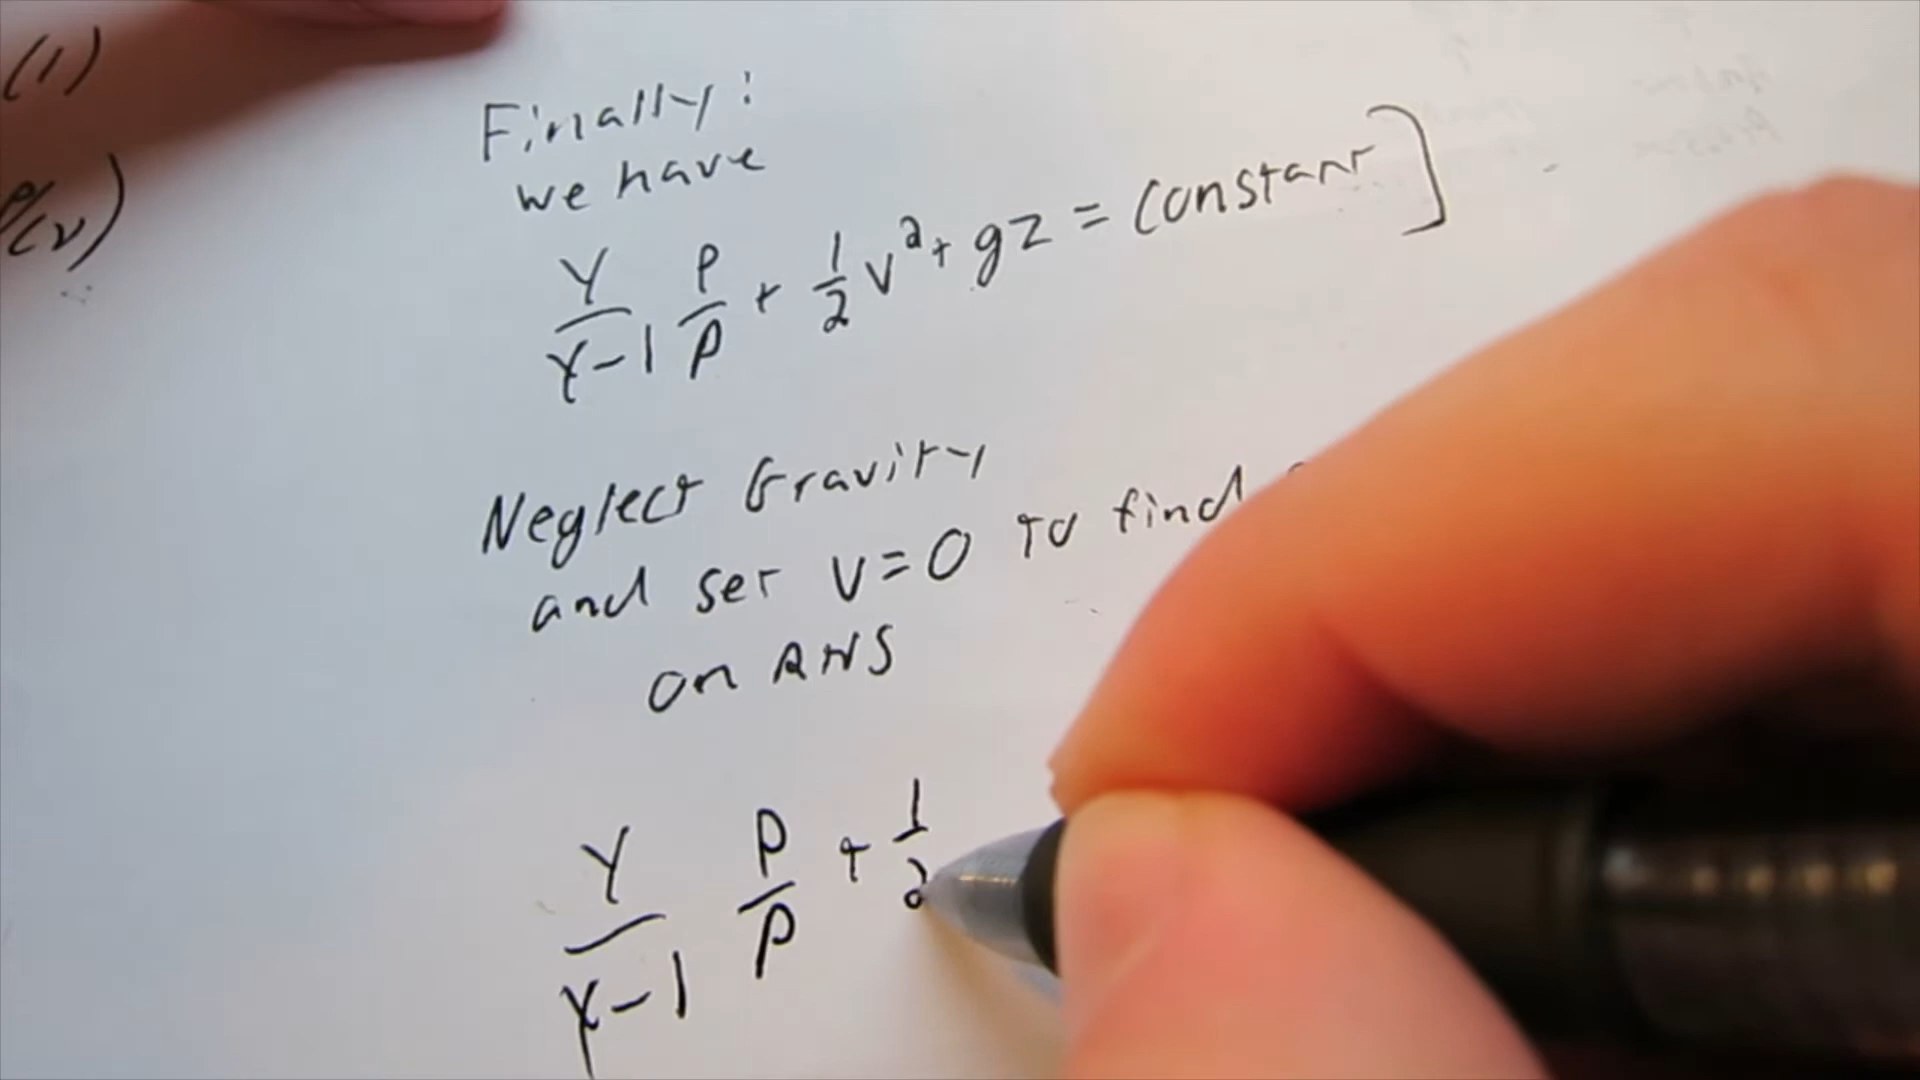 (1)
Finally:
we have
γ/(γ-1) P/ρ + 1/2 v² + gz = constant]
Neglect Gravity
and set v=0 to find
on RHS
γ/(γ-1) P/ρ + 1/2